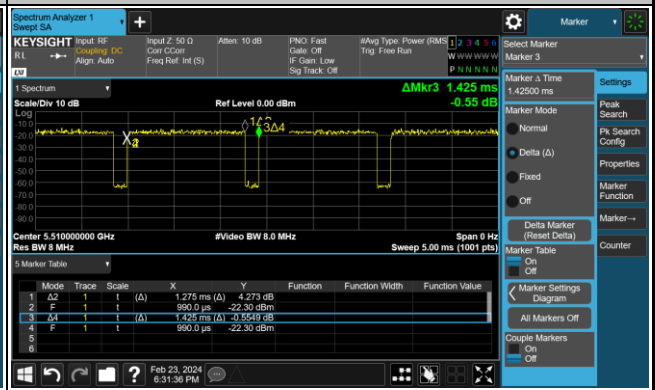 Spectrum Analyzer 1
Swept SA
Marker
KEYSIGHT
RL
Input: RF
Coupling: DC
Align: Auto
Input Z: 50 Ω
Corr CCorr
Freq Ref: Int (S)
Atten: 10 dB
PNO: Fast
Gate: Off
IF Gain: Low
Sig Track: Off
#Avg Type: Power (RMS
Trig: Free Run
1 2 3 4 5 6
W W W W W W
P N N N N N
LXI
1 Spectrum
Scale/Div 10 dB
Ref Level 0.00 dBm
ΔMkr3 1.425 ms
-0.55 dB
Log
-10.0
-20.0
-30.0
-40.0
-50.0
-60.0
-70.0
-80.0
-90.0
3Δ4
Center 5.510000000 GHz
Res BW 8 MHz
#Video BW 8.0 MHz
Span 0 Hz
Sweep 5.00 ms (1001 pts)
5 Marker Table
Mode Trace Scale X Y Function Function Width Function Value
1 Δ2 1 t (Δ) 1.275 ms (Δ) 4.273 dB
2 F 1 t 990.0 µs -22.30 dBm
3 Δ4 1 t (Δ) 1.425 ms (Δ) -0.5549 dB
4 F 1 t 990.0 µs -22.30 dBm
5
6
Feb 23, 2024
6:31:36 PM
Select Marker
Marker 3
Marker Δ Time
1.42500 ms
Marker Mode
Normal
Delta (Δ)
Fixed
Off
Delta Marker
(Reset Delta)
Marker Table
On
Off
Marker Settings
Diagram
All Markers Off
Couple Markers
On
Off
Settings
Peak
Search
Pk Search
Config
Properties
Marker
Function
Marker→
Counter